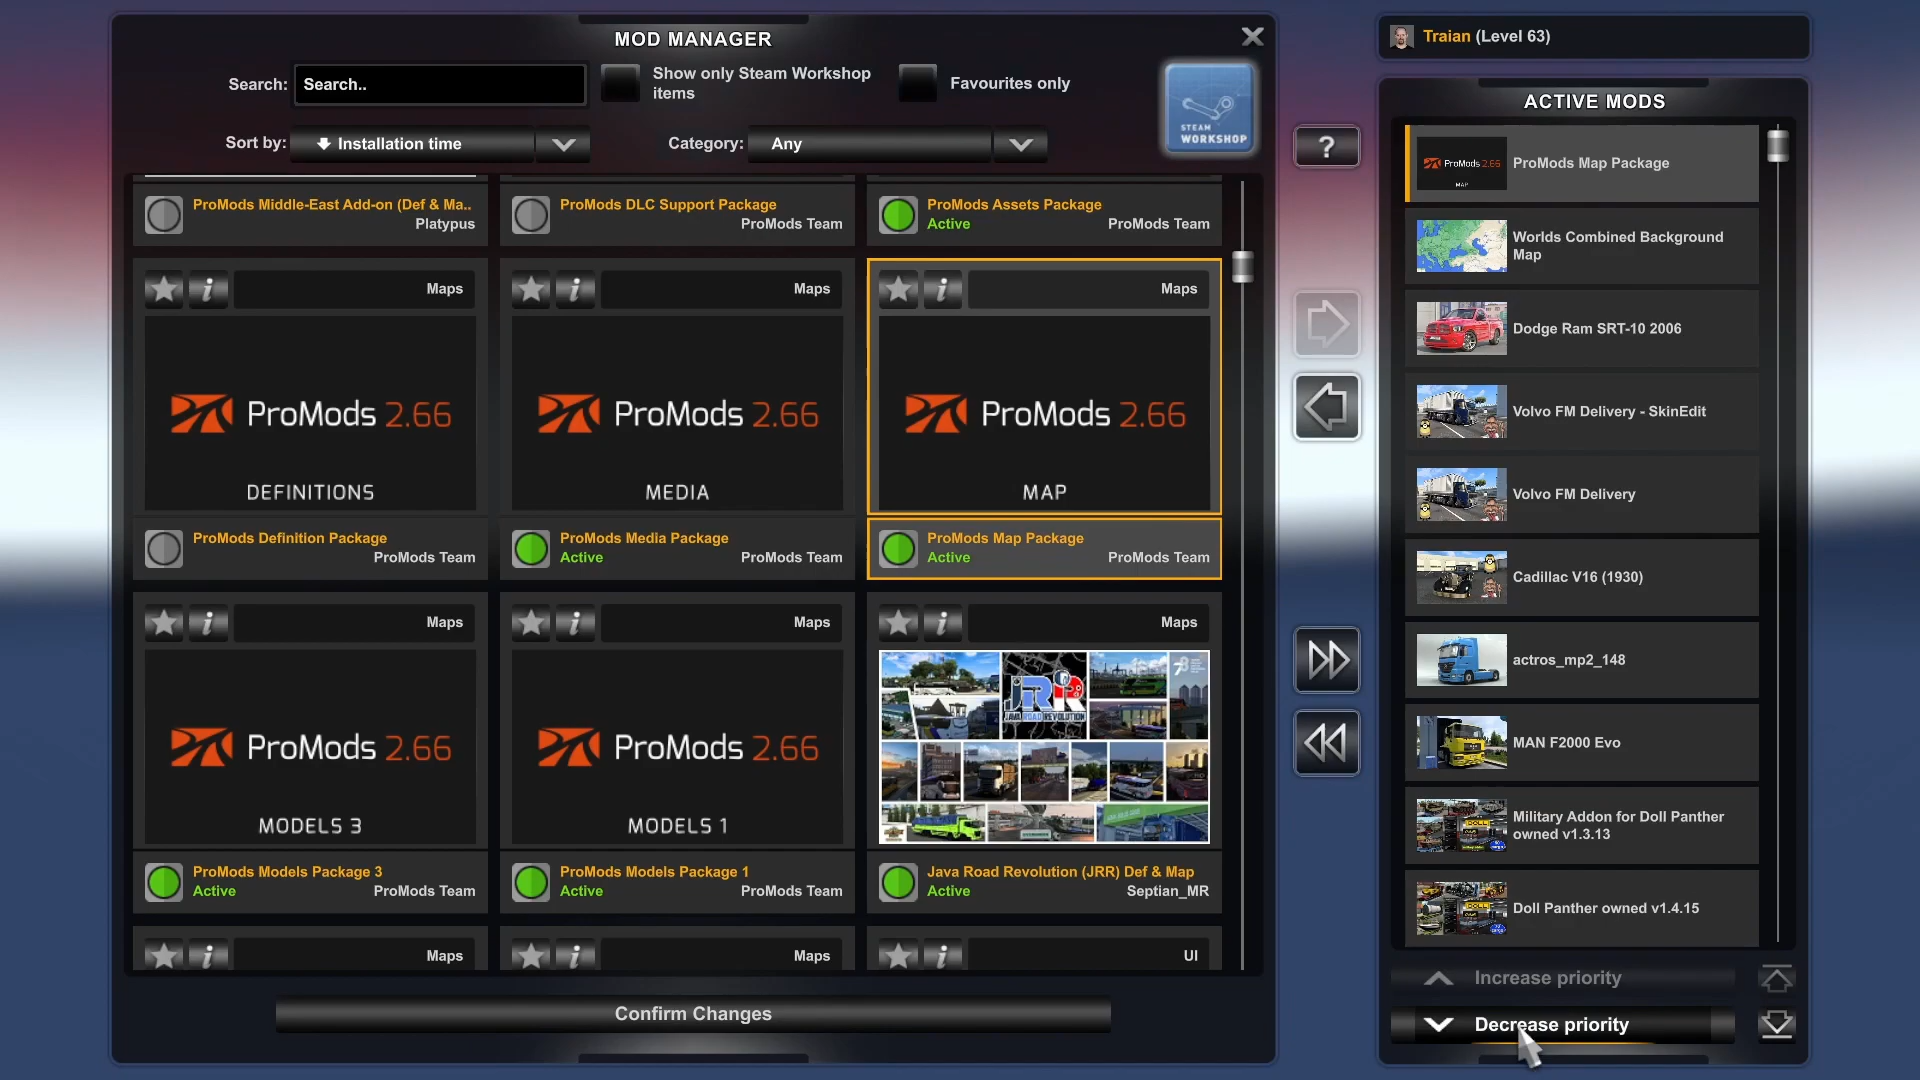 MOD MANAGER
Search:
Search..
Show only Steam Workshop
items
Favourites only
Sort by:
Installation time
Category:
Any
STEAM
WORKSHOP
?
ProMods Middle-East Add-on (Def & Ma..
Platypus
ProMods DLC Support Package
ProMods Team
ProMods Assets Package
Active
ProMods Team
Maps
ProMods 2.66
DEFINITIONS
ProMods Definition Package
ProMods Team
Maps
ProMods 2.66
MEDIA
ProMods Media Package
Active
ProMods Team
Maps
ProMods 2.66
MAP
ProMods Map Package
Active
ProMods Team
Maps
ProMods 2.66
MODELS 3
ProMods Models Package 3
Active
ProMods Team
Maps
ProMods 2.66
MODELS 1
ProMods Models Package 1
Active
ProMods Team
Maps
JRR
JAVA ROAD REVOLUTION
Java Road Revolution (JRR) Def & Map
Active
Septian_MR
Maps
Maps
UI
Confirm Changes
Traian (Level 63)
ACTIVE MODS
ProMods 2.66
MAP
ProMods Map Package
Worlds Combined Background
Map
Dodge Ram SRT-10 2006
Volvo FM Delivery - SkinEdit
Volvo FM Delivery
Cadillac V16 (1930)
actros_mp2_148
MAN F2000 Evo
Military Addon for Doll Panther
owned v1.3.13
Doll Panther owned v1.4.15
Increase priority
Decrease priority